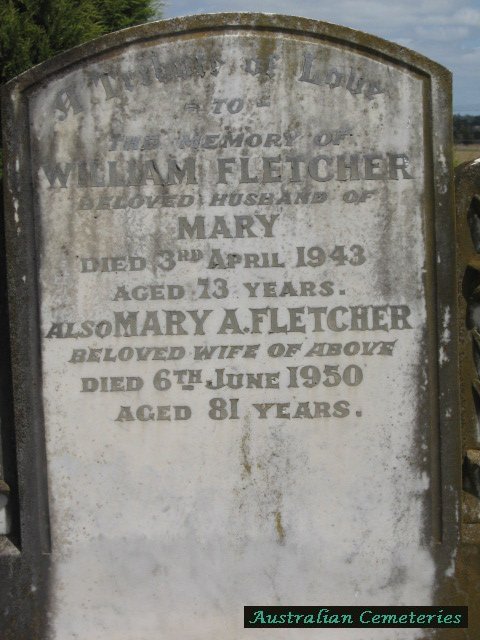 A Tribute of Love
TO
THE MEMORY OF
WILLIAM FLETCHER
BELOVED HUSBAND OF
MARY
DIED 3RD APRIL 1943
AGED 73 YEARS.
ALSO MARY A. FLETCHER
BELOVED WIFE OF ABOVE
DIED 6TH JUNE 1950
AGED 81 YEARS.
Australian Cemeteries